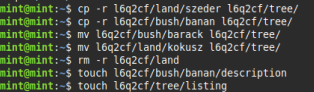 mint@mint:~$ cp -r l6q2cf/land/szeder l6q2cf/tree/
mint@mint:~$ cp -r l6q2cf/bush/banan l6q2cf/tree/
mint@mint:~$ mv l6q2cf/bush/barack l6q2cf/tree/
mint@mint:~$ mv l6q2cf/land/kokusz l6q2cf/tree/
mint@mint:~$ rm -r l6q2cf/land
mint@mint:~$ touch l6q2cf/bush/banan/description
mint@mint:~$ touch l6q2cf/tree/listing